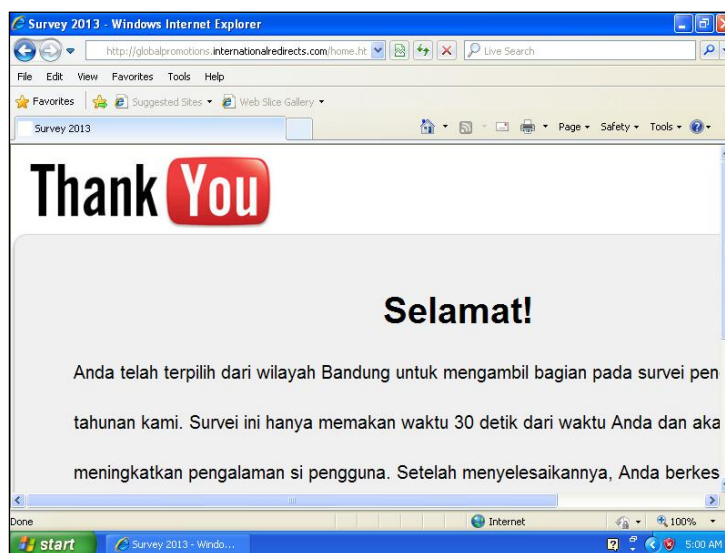 Survey 2013 - Windows Internet Explorer
http://globalpromotions.internationalredirects.com/home.ht
Live Search
File Edit View Favorites Tools Help
Favorites Suggested Sites Web Slice Gallery
Survey 2013 Page Safety Tools
Thank You
Selamat!
Anda telah terpilih dari wilayah Bandung untuk mengambil bagian pada survei pen
tahunan kami. Survei ini hanya memakan waktu 30 detik dari waktu Anda dan aka
meningkatkan pengalaman si pengguna. Setelah menyelesaikannya, Anda berkes
Done Internet 100%
start Survey 2013 - Windo... 5:00 AM